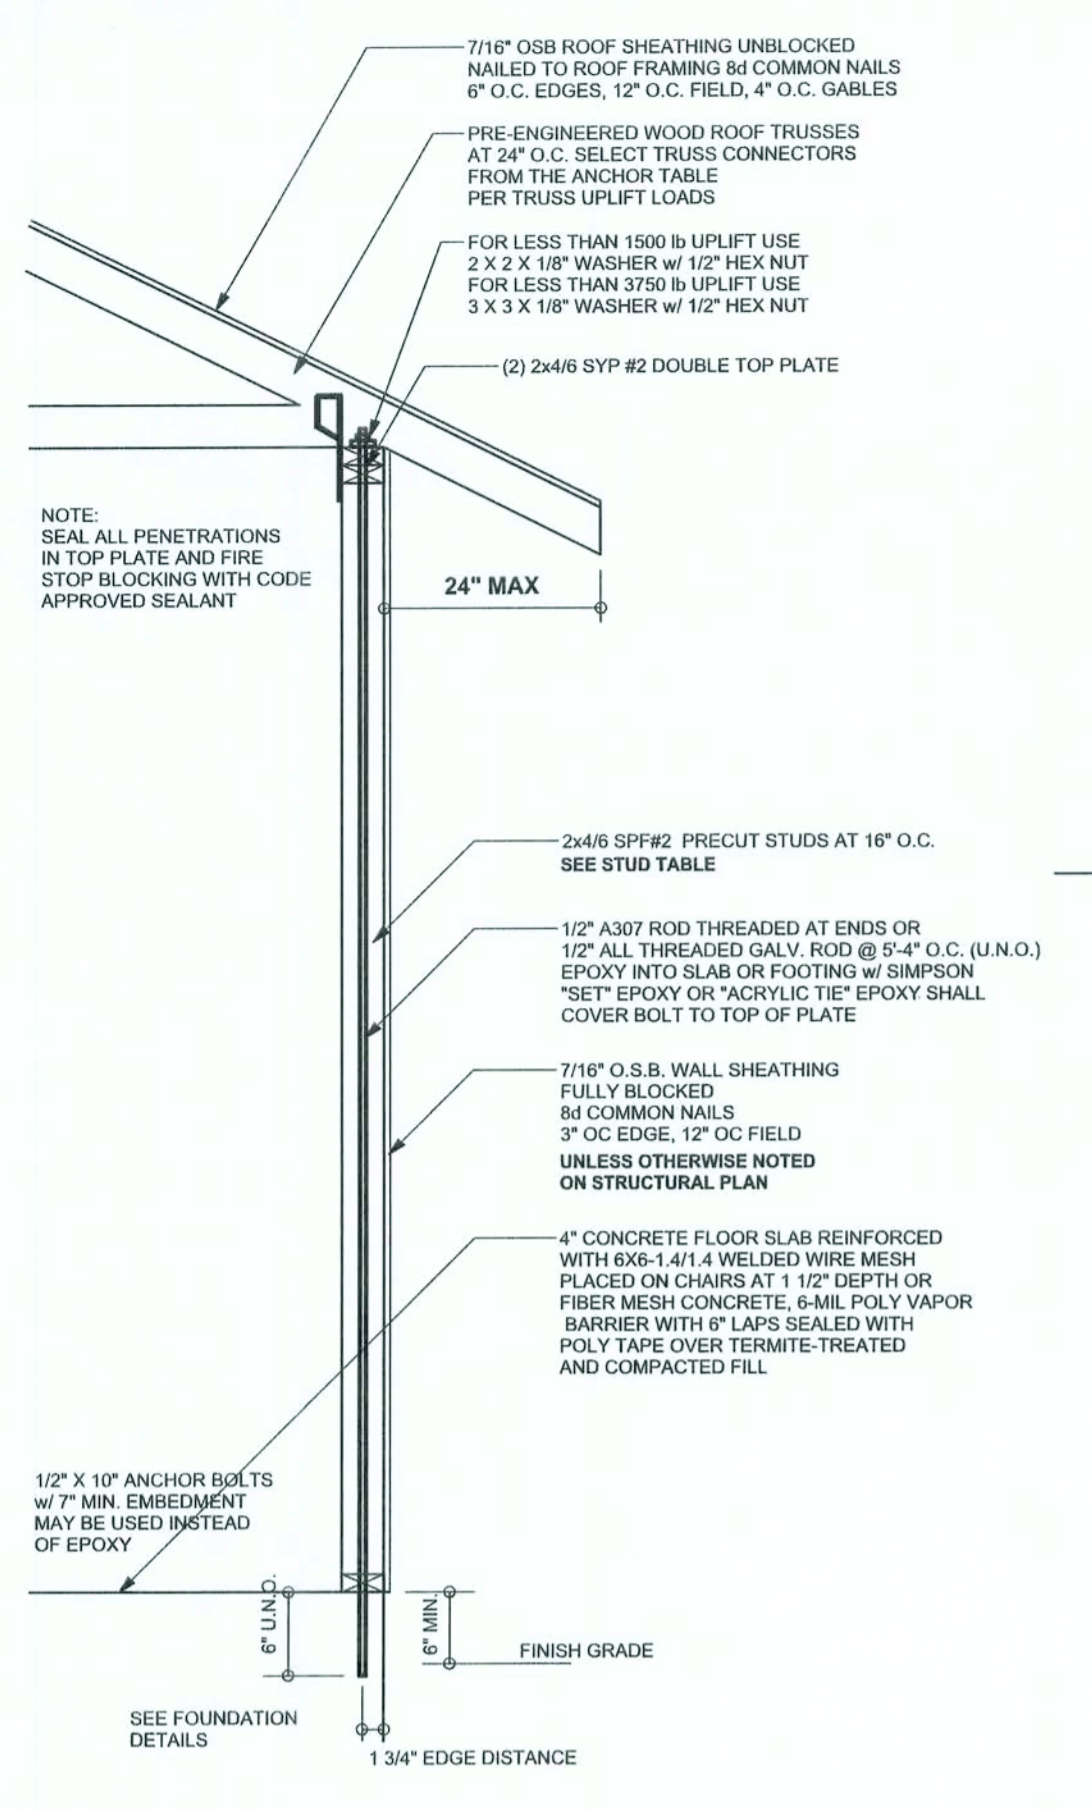 7/16" OSB ROOF SHEATHING UNBLOCKED
NAILED TO ROOF FRAMING 8d COMMON NAILS
6" O.C. EDGES, 12" O.C. FIELD, 4" O.C. GABLES
PRE-ENGINEERED WOOD ROOF TRUSSES
AT 24" O.C. SELECT TRUSS CONNECTORS
FROM THE ANCHOR TABLE
PER TRUSS UPLIFT LOADS
FOR LESS THAN 1500 lb UPLIFT USE
2 X 2 X 1/8" WASHER w/ 1/2" HEX NUT
FOR LESS THAN 3750 lb UPLIFT USE
3 X 3 X 1/8" WASHER w/ 1/2" HEX NUT
(2) 2x4/6 SYP #2 DOUBLE TOP PLATE
NOTE:
SEAL ALL PENETRATIONS
IN TOP PLATE AND FIRE
STOP BLOCKING WITH CODE
APPROVED SEALANT
24" MAX
2x4/6 SPF#2 PRECUT STUDS AT 16" O.C.
SEE STUD TABLE
1/2" A307 ROD THREADED AT ENDS OR
1/2" ALL THREADED GALV. ROD @ 5'-4" O.C. (U.N.O.)
EPOXY INTO SLAB OR FOOTING w/ SIMPSON
"SET" EPOXY OR "ACRYLIC TIE" EPOXY SHALL
COVER BOLT TO TOP OF PLATE
7/16" O.S.B. WALL SHEATHING
FULLY BLOCKED
8d COMMON NAILS
3" OC EDGE, 12" OC FIELD
UNLESS OTHERWISE NOTED
ON STRUCTURAL PLAN
4" CONCRETE FLOOR SLAB REINFORCED
WITH 6X6-1.4/1.4 WELDED WIRE MESH
PLACED ON CHAIRS AT 1 1/2" DEPTH OR
FIBER MESH CONCRETE, 6-MIL POLY VAPOR
BARRIER WITH 6" LAPS SEALED WITH
POLY TAPE OVER TERMITE-TREATED
AND COMPACTED FILL
1/2" X 10" ANCHOR BOLTS
w/ 7" MIN. EMBEDMENT
MAY BE USED INSTEAD
OF EPOXY
6" U.N.O.
6" MIN.
FINISH GRADE
SEE FOUNDATION
DETAILS
1 3/4" EDGE DISTANCE